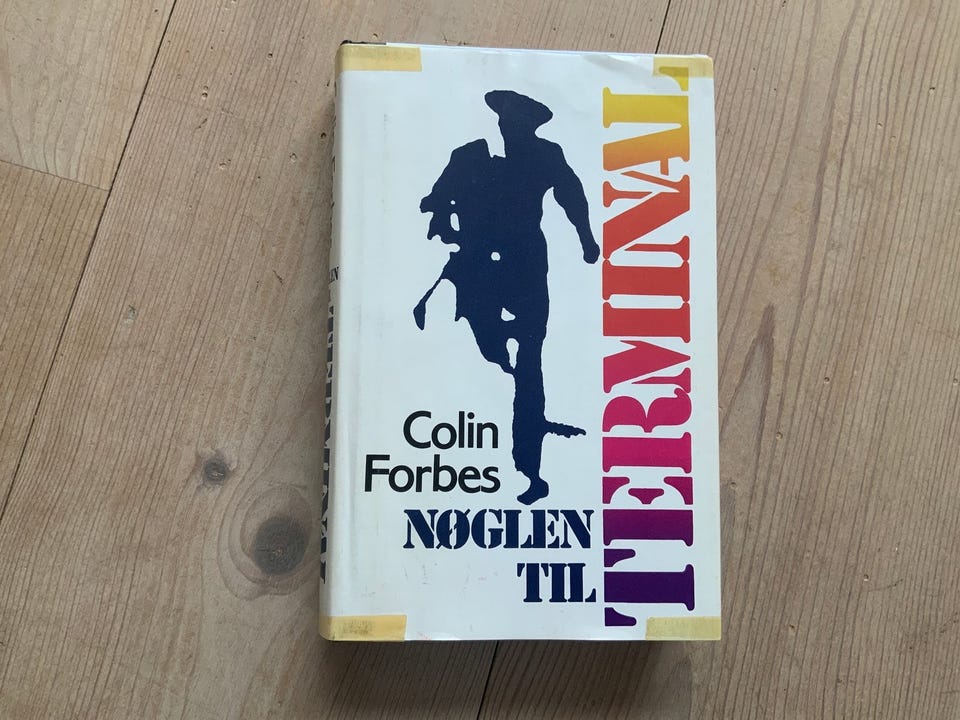 Colin
Forbes
NØGLEN
TIL
TERMINAL